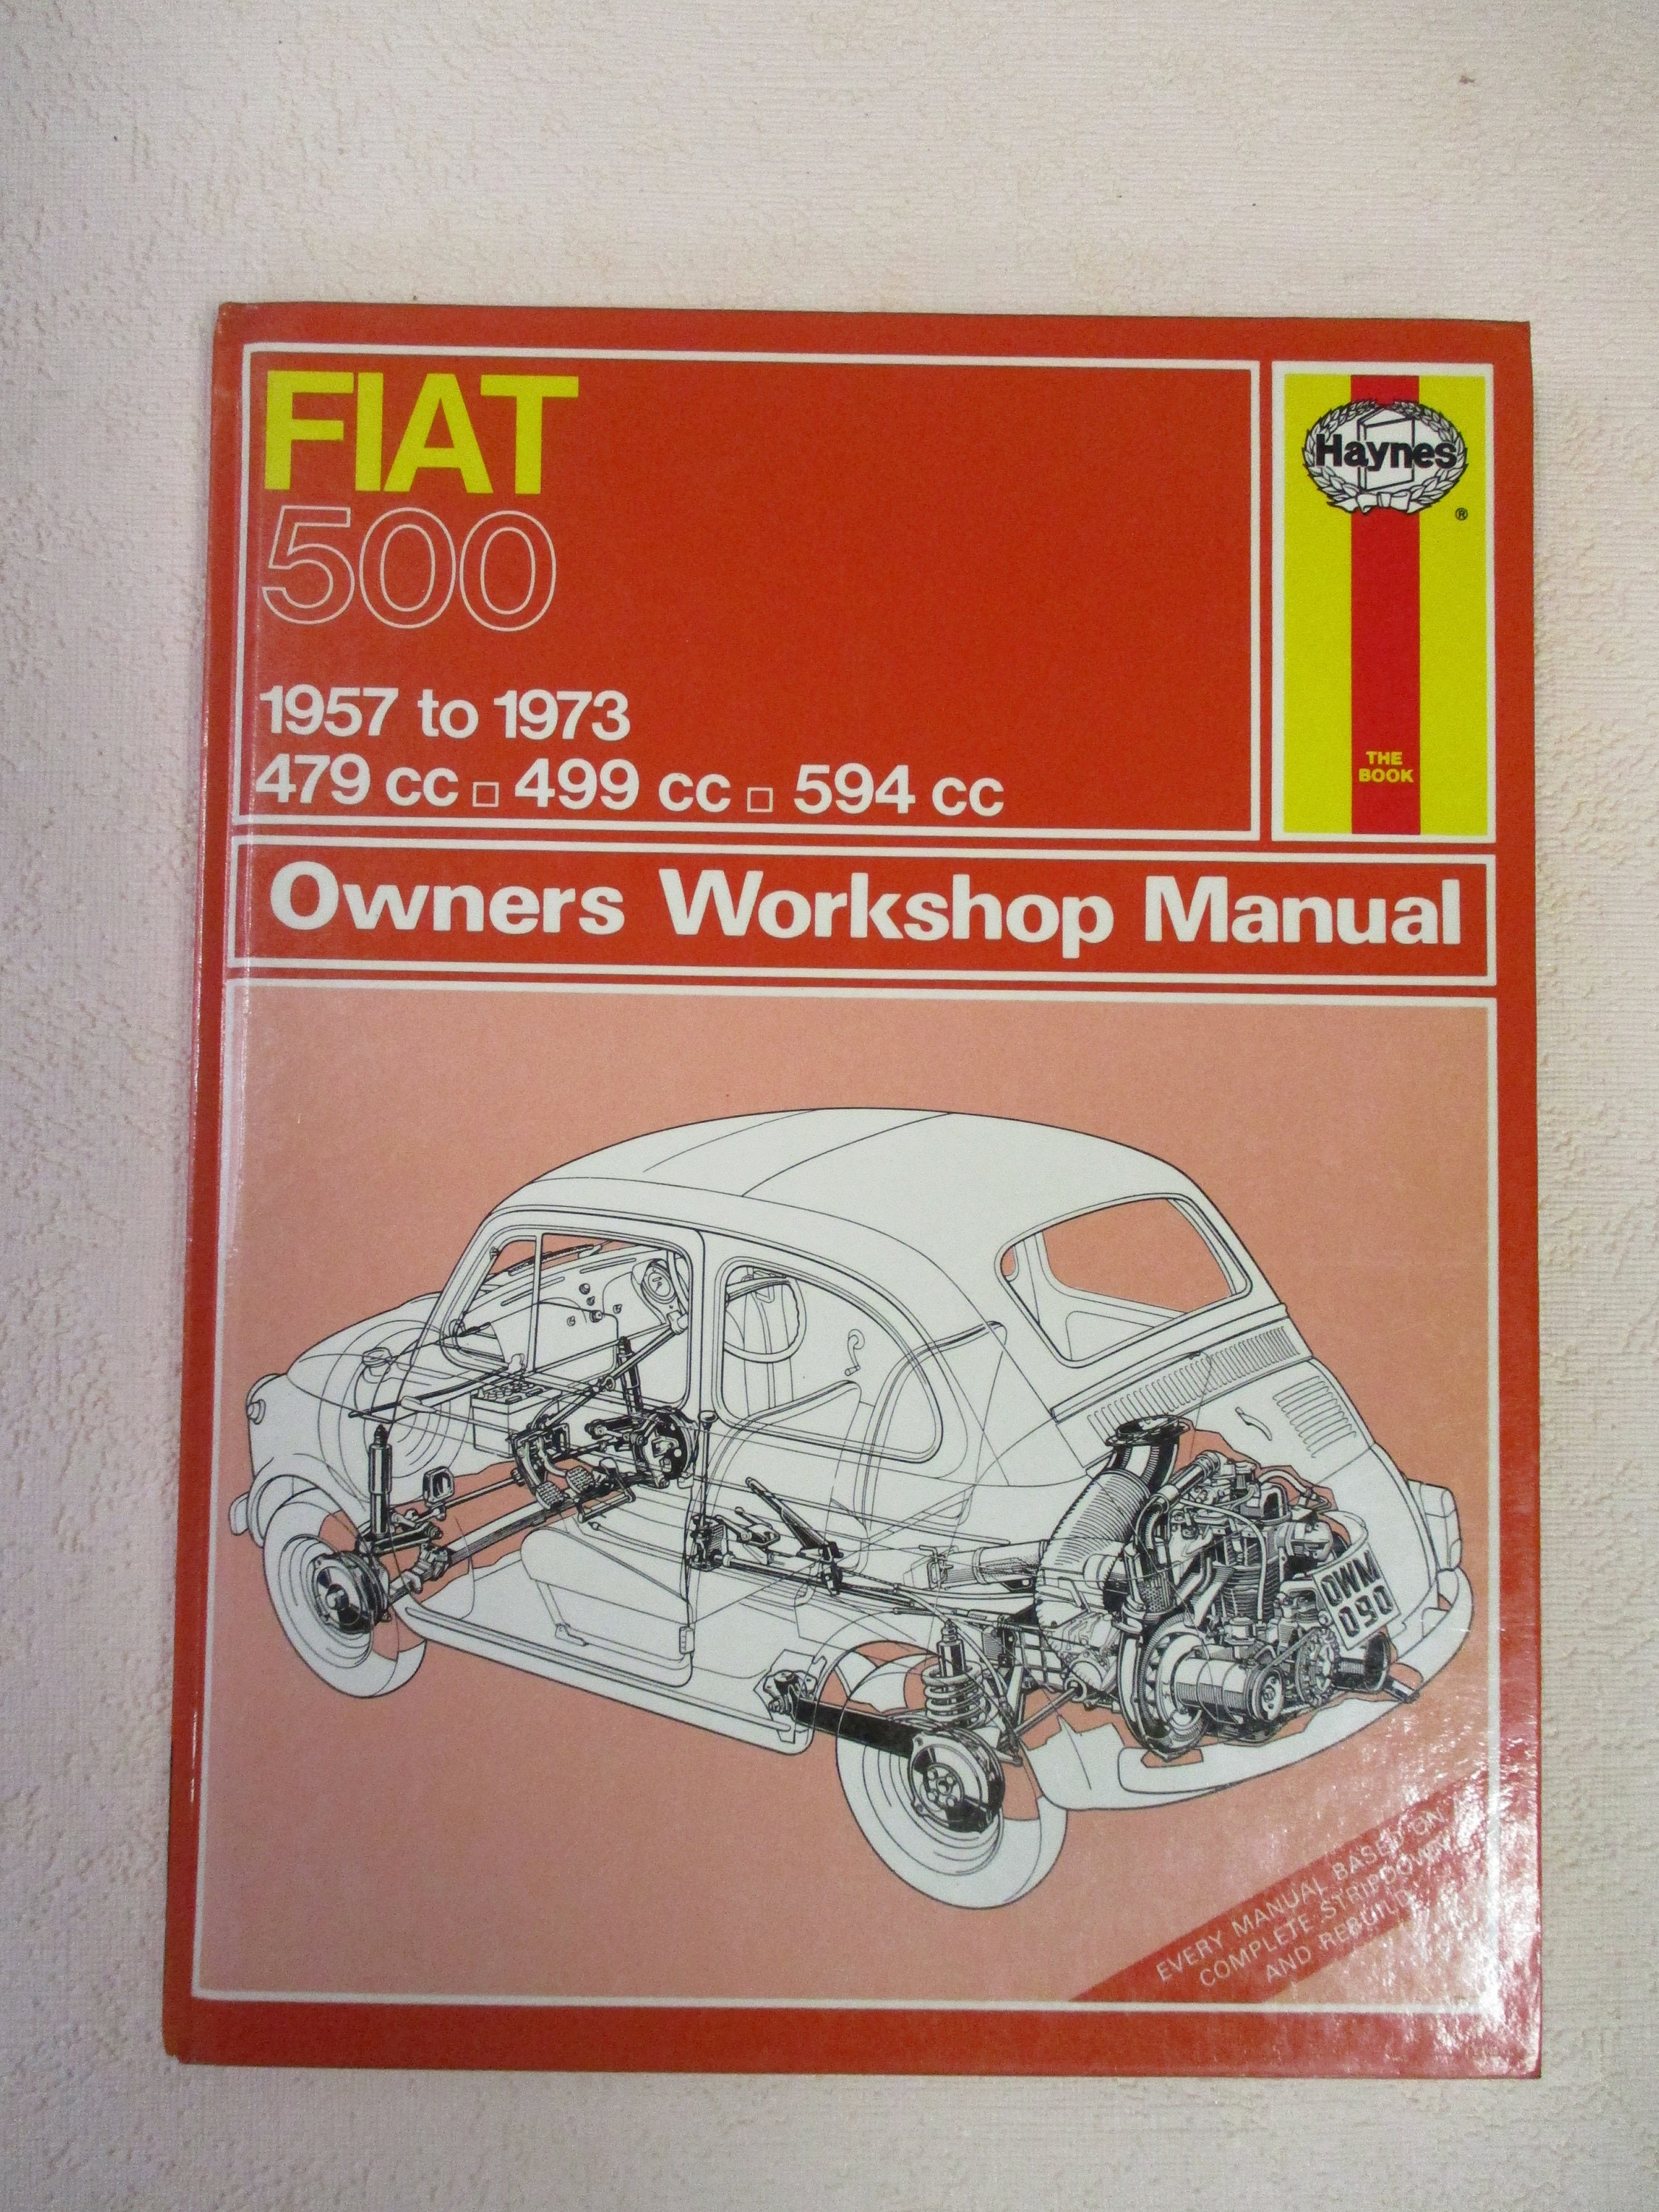 FIAT
500
1957 to 1973
479 cc □ 499 cc □ 594 cc
Haynes
®
THE
BOOK
Owners Workshop Manual
OWM
090
EVERY MANUAL BASED ON
COMPLETE STRIPDOWN
AND REBUILD